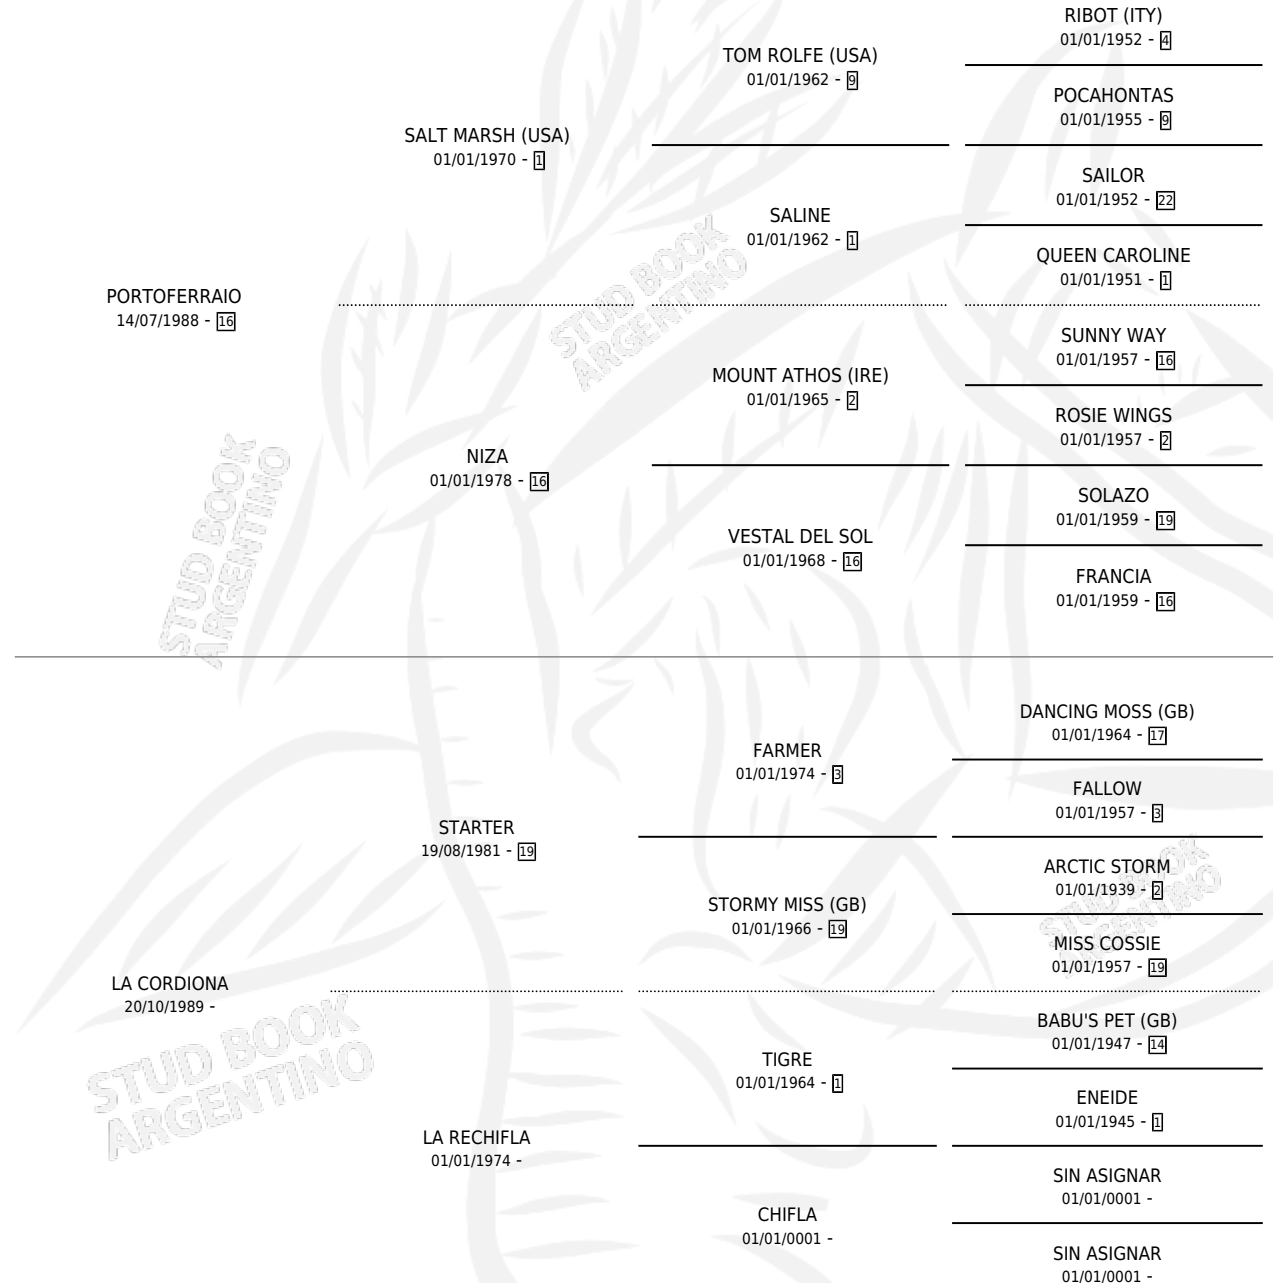 RIBOT (ITY)
01/01/1952 - 4
TOM ROLFE (USA)
01/01/1962 - 9
POCAHONTAS
01/01/1955 - 9
SALT MARSH (USA)
01/01/1970 - 1
SAILOR
01/01/1952 - 22
SALINE
01/01/1962 - 1
QUEEN CAROLINE
01/01/1951 - 1
PORTOFERRAIO
14/07/1988 - 16
SUNNY WAY
01/01/1957 - 16
MOUNT ATHOS (IRE)
01/01/1965 - 2
ROSIE WINGS
01/01/1957 - 2
NIZA
01/01/1978 - 16
SOLAZO
01/01/1959 - 19
VESTAL DEL SOL
01/01/1968 - 16
FRANCIA
01/01/1959 - 16
STUD BOOK
ARGENTINO
STUD BOOK
ARGENTINO
DANCING MOSS (GB)
01/01/1964 - 17
FARMER
01/01/1974 - 3
FALLOW
01/01/1957 - 3
STARTER
19/08/1981 - 19
ARCTIC STORM
01/01/1939 - 2
STORMY MISS (GB)
01/01/1966 - 19
MISS COSSIE
01/01/1957 - 19
LA CORDIONA
20/10/1989 -
BABU'S PET (GB)
01/01/1947 - 14
TIGRE
01/01/1964 - 1
ENEIDE
01/01/1945 - 1
LA RECHIFLA
01/01/1974 -
SIN ASIGNAR
01/01/0001 -
CHIFLA
01/01/0001 -
SIN ASIGNAR
01/01/0001 -
STUD BOOK
ARGENTINO
STUD BOOK
ARGENTINO